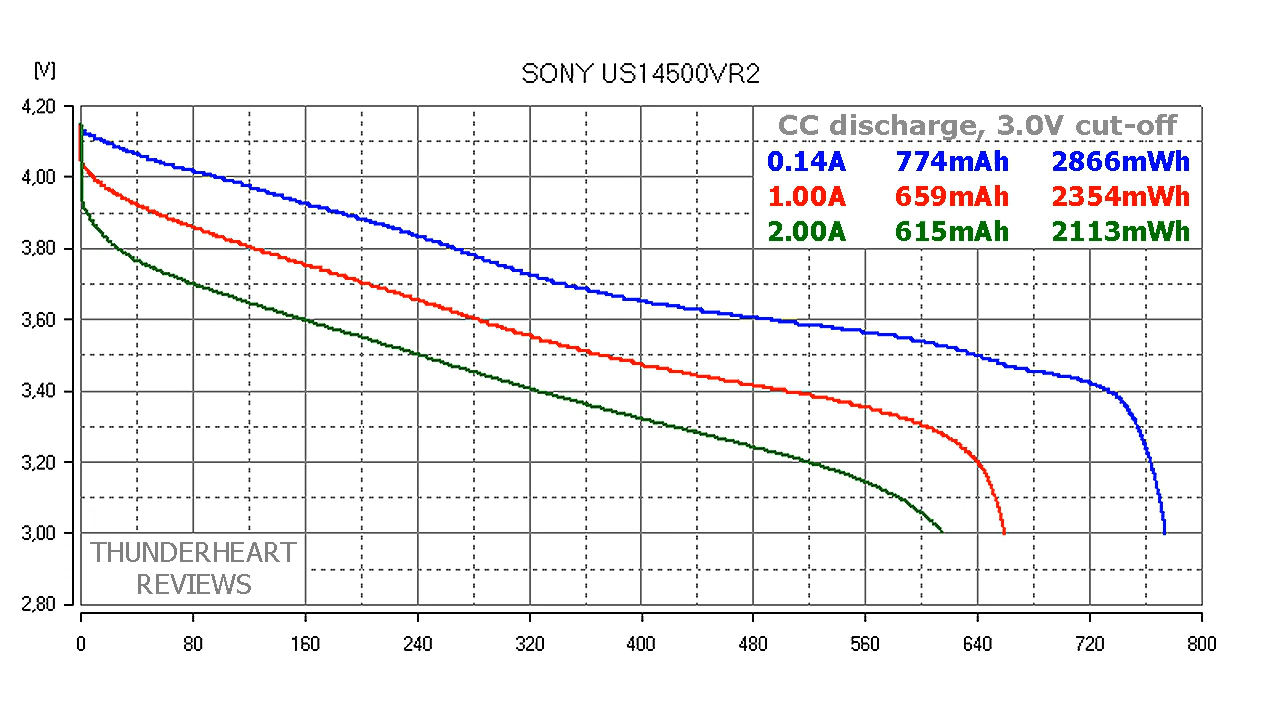 SONY US14500VR2
[V]
4,20
4,00
3,80
3,60
3,40
3,20
3,00
2,80
CC discharge, 3.0V cut-off
0.14A 774mAh 2866mWh
1.00A 659mAh 2354mWh
2.00A 615mAh 2113mWh
THUNDERHEART
REVIEWS
0 80 160 240 320 400 480 560 640 720 800